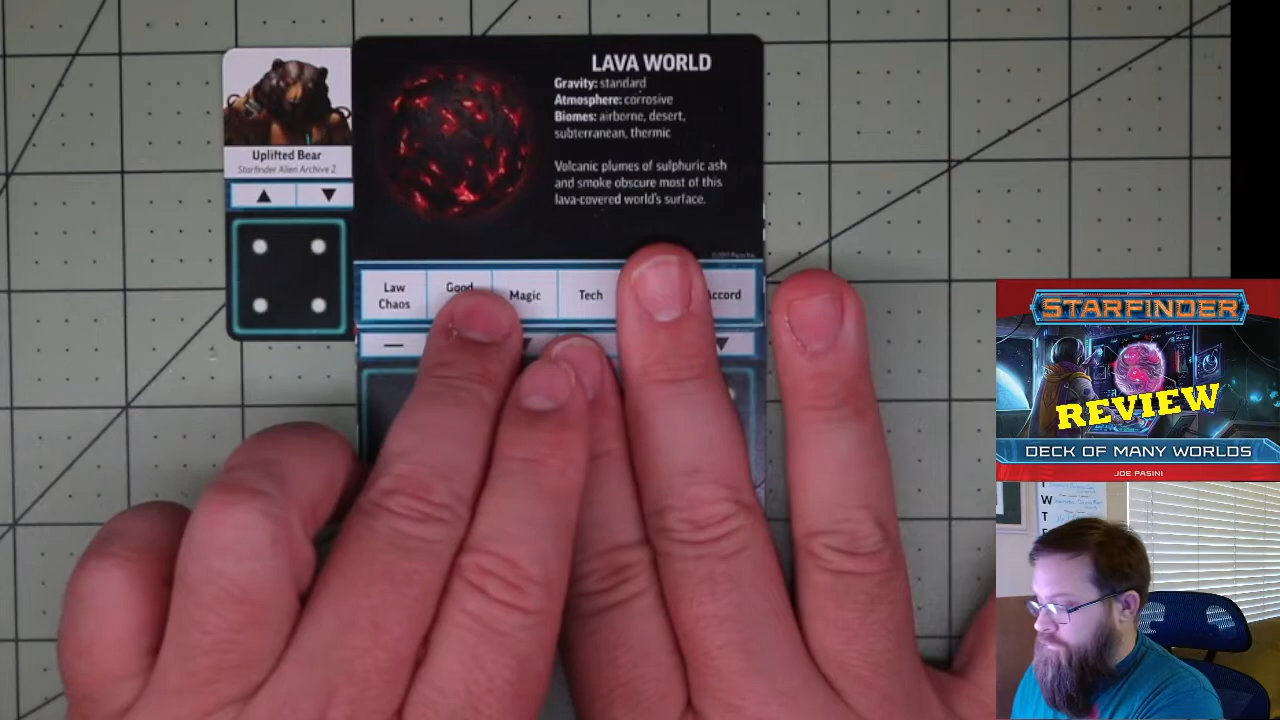 Uplifted Bear
Starfinder Alien Archive 2
LAVA WORLD
Gravity: standard
Atmosphere: corrosive
Biomes: airborne, desert,
subterranean, thermic
Volcanic plumes of sulphuric ash
and smoke obscure most of this
lava-covered world's surface.
Law
Chaos
Good
Magic
Tech
Accord
STARFINDER
REVIEW
DECK OF MANY WORLDS
JOE PASINI
W
T